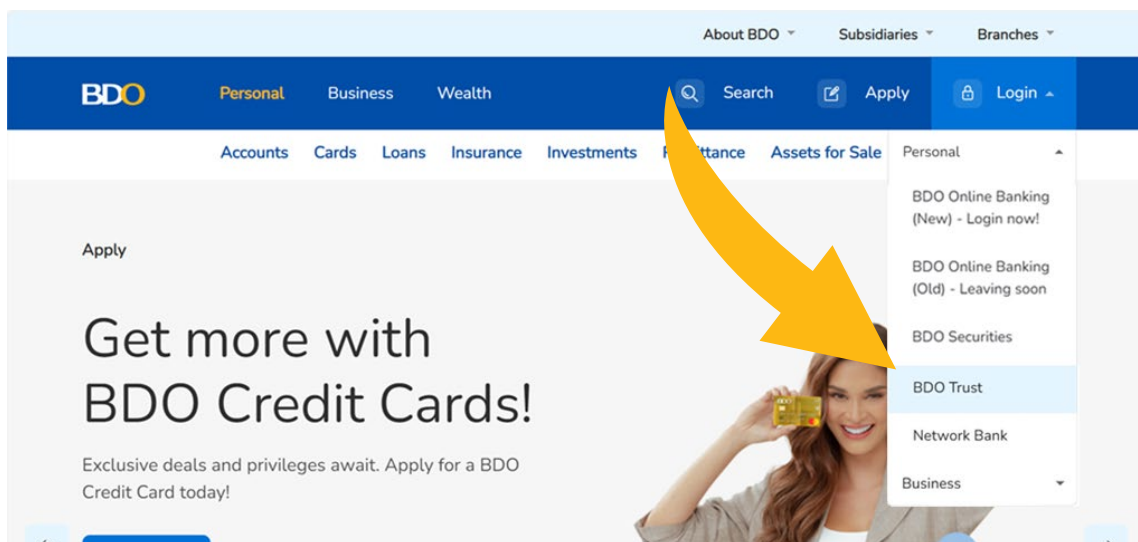 About BDO Subsidiaries Branches
BDO Personal Business Wealth Search Apply Login
Accounts Cards Loans Insurance Investments Assets for Sale Personal
BDO Online Banking
(New) - Login now!
Apply
BDO Online Banking
(Old) - Leaving soon
Get more with
BDO Credit Cards!
BDO Securities
BDO Trust
Network Bank
Exclusive deals and privileges await. Apply for a BDO
Credit Card today!
Business